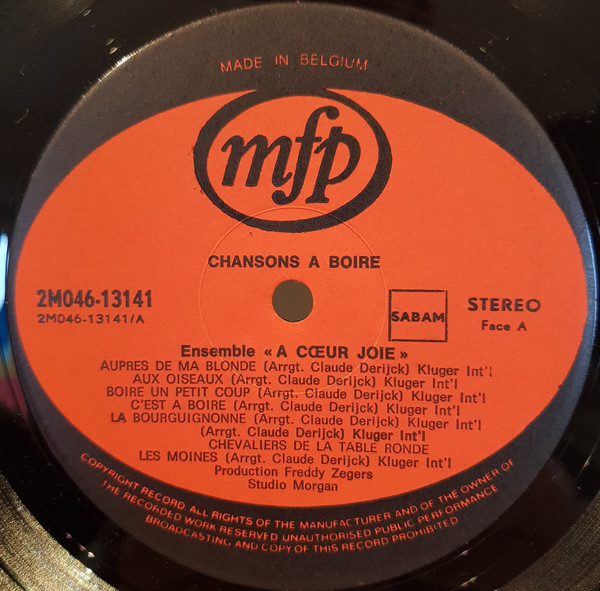 MADE IN BELGIUM
mfp
CHANSONS A BOIRE
2M046-13141
2M046-13141/A
SABAM
STEREO
Face A
Ensemble « A CŒUR JOIE »
AUPRES DE MA BLONDE (Arrgt. Claude Derijck) Kluger Int'l
AUX OISEAUX (Arrgt. Claude Derijck) Kluger Int'l
BOIRE UN PETIT COUP (Arrgt. Claude Derijck) Kluger Int'l
C'EST A BOIRE (Arrgt. Claude Derijck) Kluger Int'l
LA BOURGUIGNONNE (Arrgt. Claude Derijck) Kluger Int'l
(Arrgt. Claude Derijck) Kluger Int'l
CHEVALIERS DE LA TABLE RONDE
LES MOINES (Arrgt. Claude Derijck) Kluger Int'l
Production Freddy Zegers
Studio Morgan
COPYRIGHT RECORD ALL RIGHTS OF THE MANUFACTURER AND OF THE OWNER OF
THE RECORDED WORK RESERVED UNAUTHORISED PUBLIC PERFORMANCE
BROADCASTING AND COPY OF THIS RECORD PROHIBITED